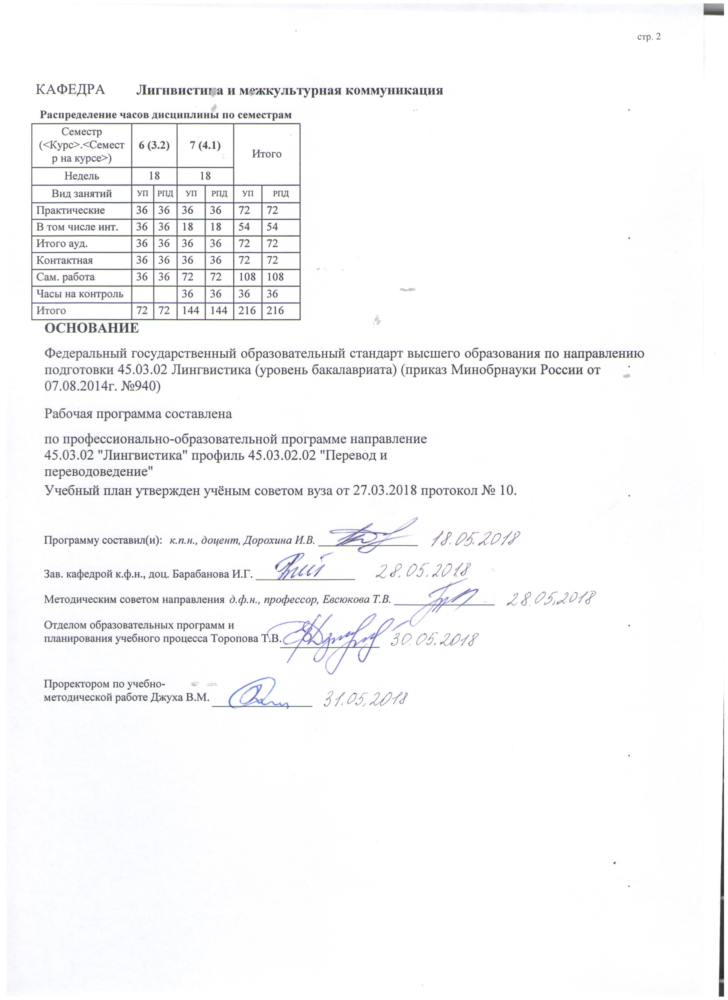 стр. 2
КАФЕДРА Лигнвистика и межкультурная коммуникация
Распределение часов дисциплины по семестрам
Семестр
(<Курс>.<Семест
р на курсе>)
6 (3.2) 7 (4.1) Итого
Недель 18 18
Вид занятий УП РПД УП РПД УП РПД
Практические 36 36 36 36 72 72
В том числе инт. 36 36 18 18 54 54
Итого ауд. 36 36 36 36 72 72
Контактная 36 36 36 36 72 72
Сам. работа 36 36 72 72 108 108
Часы на контроль 36 36 36 36
Итого 72 72 144 144 216 216
ОСНОВАНИЕ
Федеральный государственный образовательный стандарт высшего образования по направлению
подготовки 45.03.02 Лингвистика (уровень бакалавриата) (приказ Минобрнауки России от
07.08.2014г. №940)
Рабочая программа составлена
по профессионально-образовательной программе направление
45.03.02 "Лингвистика" профиль 45.03.02.02 "Перевод и
переводоведение"
Учебный план утвержден учёным советом вуза от 27.03.2018 протокол № 10.
Программу составил(и): к.п.н., доцент, Дорохина И.В. 18.05.2018
Зав. кафедрой к.ф.н., доц. Барабанова И.Г. 28.05.2018
Методическим советом направления д.ф.н., профессор, Евсюкова Т.В. 28.05.2018
Отделом образовательных программ и
планирования учебного процесса Торопова Т.В. 30.05.2018
Проректором по учебно-
методической работе Джуха В.М. 31.05.2018